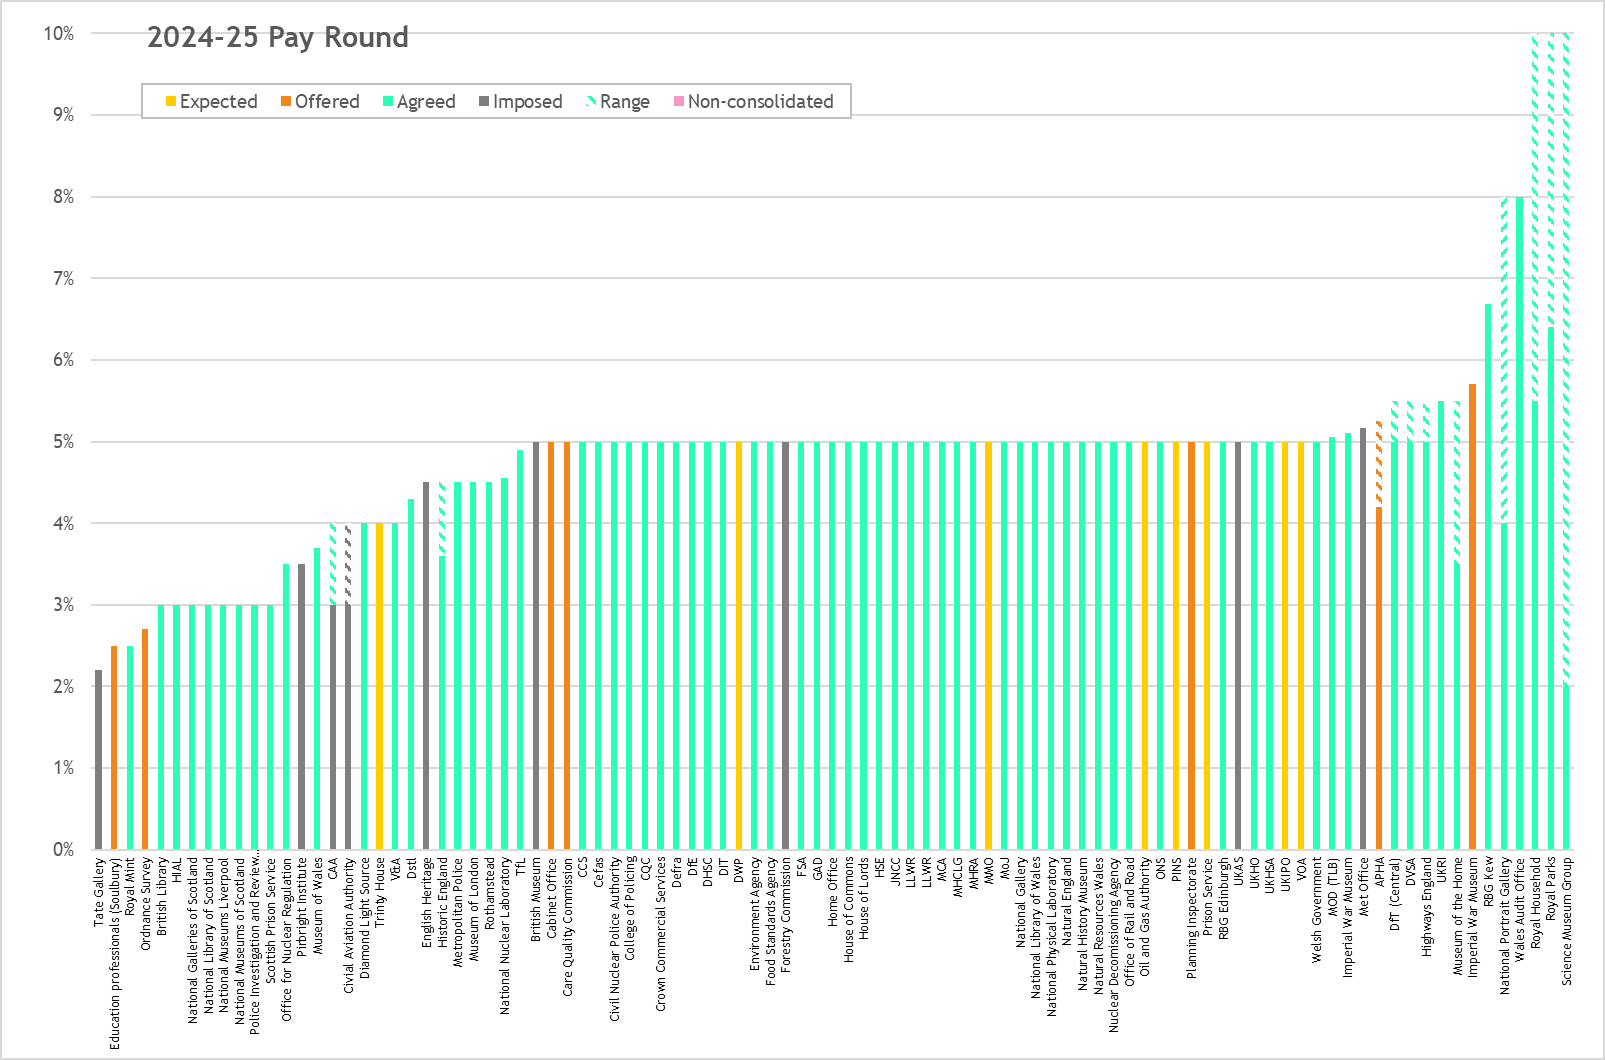 2024-25 Pay Round
Expected Offered Agreed Imposed Range Non-consolidated
10%
9%
8%
7%
6%
5%
4%
3%
2%
1%
0%
Tate Gallery
Education professionals (Soulbury)
Royal Mint
Ordnance Survey
British Library
HIAL
National Galleries of Scotland
National Library of Scotland
National Museums Liverpool
National Museums of Scotland
Police Investigation and Review...
Scottish Prison Service
Office for Nuclear Regulation
Pirbright Institute
Museum of Wales
CAA
Civil Aviation Authority
Diamond Light Source
Trinty House
V&A
Dstl
English Heritage
Historic England
Metropolitan Police
Museum of London
Rothamstead
National Nuclear Laboratory
TfL
British Museum
Cabinet Office
Care Quality Commission
CCS
Cefas
Civil Nuclear Police Authority
College of Policing
CQC
Crown Commercial Services
Defra
DfE
DHSC
DIT
DWP
Environment Agency
Food Standards Agency
Forestry Commission
FSA
GAD
Home Office
House of Commons
House of Lords
HSE
JNCC
LLWR
LLWR
MCA
MHCLG
MHRA
MMO
MoJ
National Gallery
National Library of Wales
National Physical Laboratory
Natural England
Natural History Museum
Natural Resources Wales
Nuclear Decomissioning Agency
Office of Rail and Road
Oil and Gas Authority
ONS
PINS
Planning Inspectorate
Prison Service
RBG Edinburgh
UKAS
UKHO
UKHSA
UKIPO
VOA
Welsh Government
MOD (TLB)
Imperial War Museum
Met Office
APHA
DfT (Central)
DVSA
Highways England
UKRI
Museum of the Home
Imperial War Museum
RBG Kew
National Portrait Gallery
Wales Audit Office
Royal Household
Royal Parks
Science Museum Group